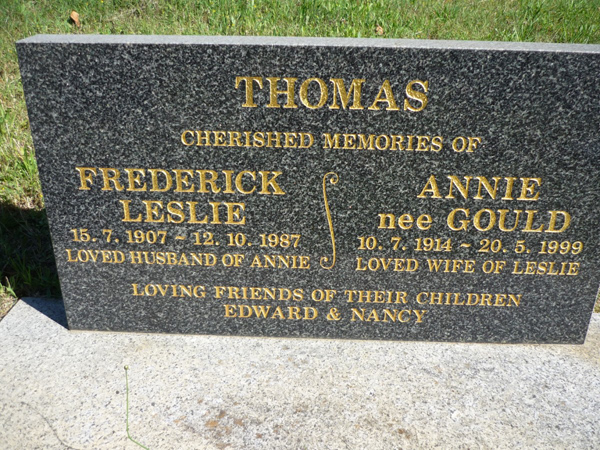 THOMAS
CHERISHED MEMORIES OF
FREDERICK
LESLIE
15. 7. 1907 ~ 12. 10. 1987
LOVED HUSBAND OF ANNIE
ANNIE
nee GOULD
10. 7. 1914 ~ 20. 5. 1999
LOVED WIFE OF LESLIE
LOVING FRIENDS OF THEIR CHILDREN
EDWARD & NANCY